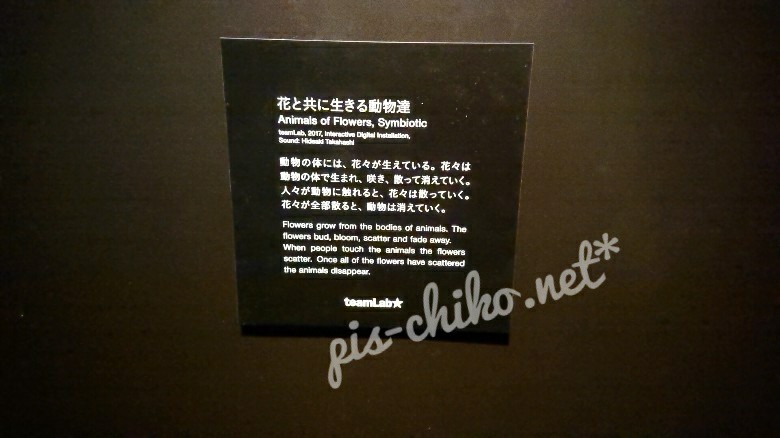 花と共に生きる動物達
Animals of Flowers, Symbiotic
teamLab, 2017, Interactive Digital Installation,
Sound: Hideaki Takahashi
動物の体には、花々が生えている。花々は
動物の体で生まれ、咲き、散って消えていく。
人々が動物に触れると、花々は散っていく。
花々が全部散ると、動物は消えていく。
Flowers grow from the bodies of animals. The
flowers bud, bloom, scatter and fade away.
When people touch the animals the flowers
scatter. Once all of the flowers have scattered
the animals disappear.
teamLab★
pis-chiko.net*